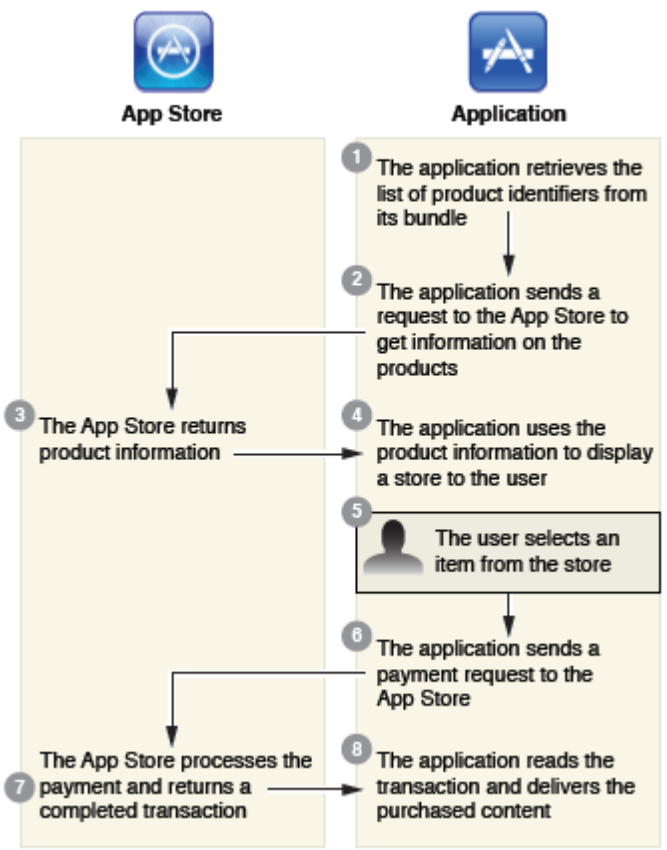 App Store
Application
1
The application retrieves the
list of product identifiers from
its bundle
2
The application sends a
request to the App Store to
get information on the
products
3
The App Store returns
product information
4
The application uses the
product information to display
a store to the user
5
The user selects an
item from the store
6
The application sends a
payment request to the
App Store
7
The App Store processes the
payment and returns a
completed transaction
8
The application reads the
transaction and delivers the
purchased content